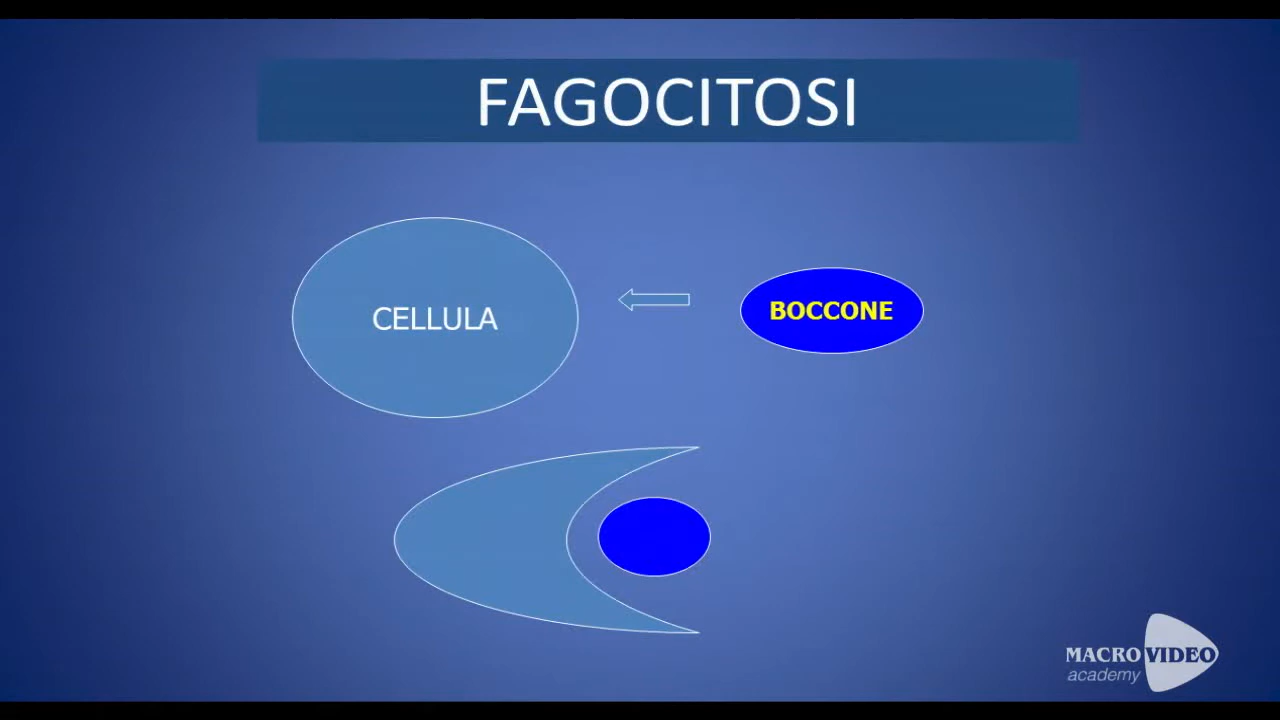 FAGOCITOSI
CELLULA
BOCCONE
MACRO VIDEO
academy